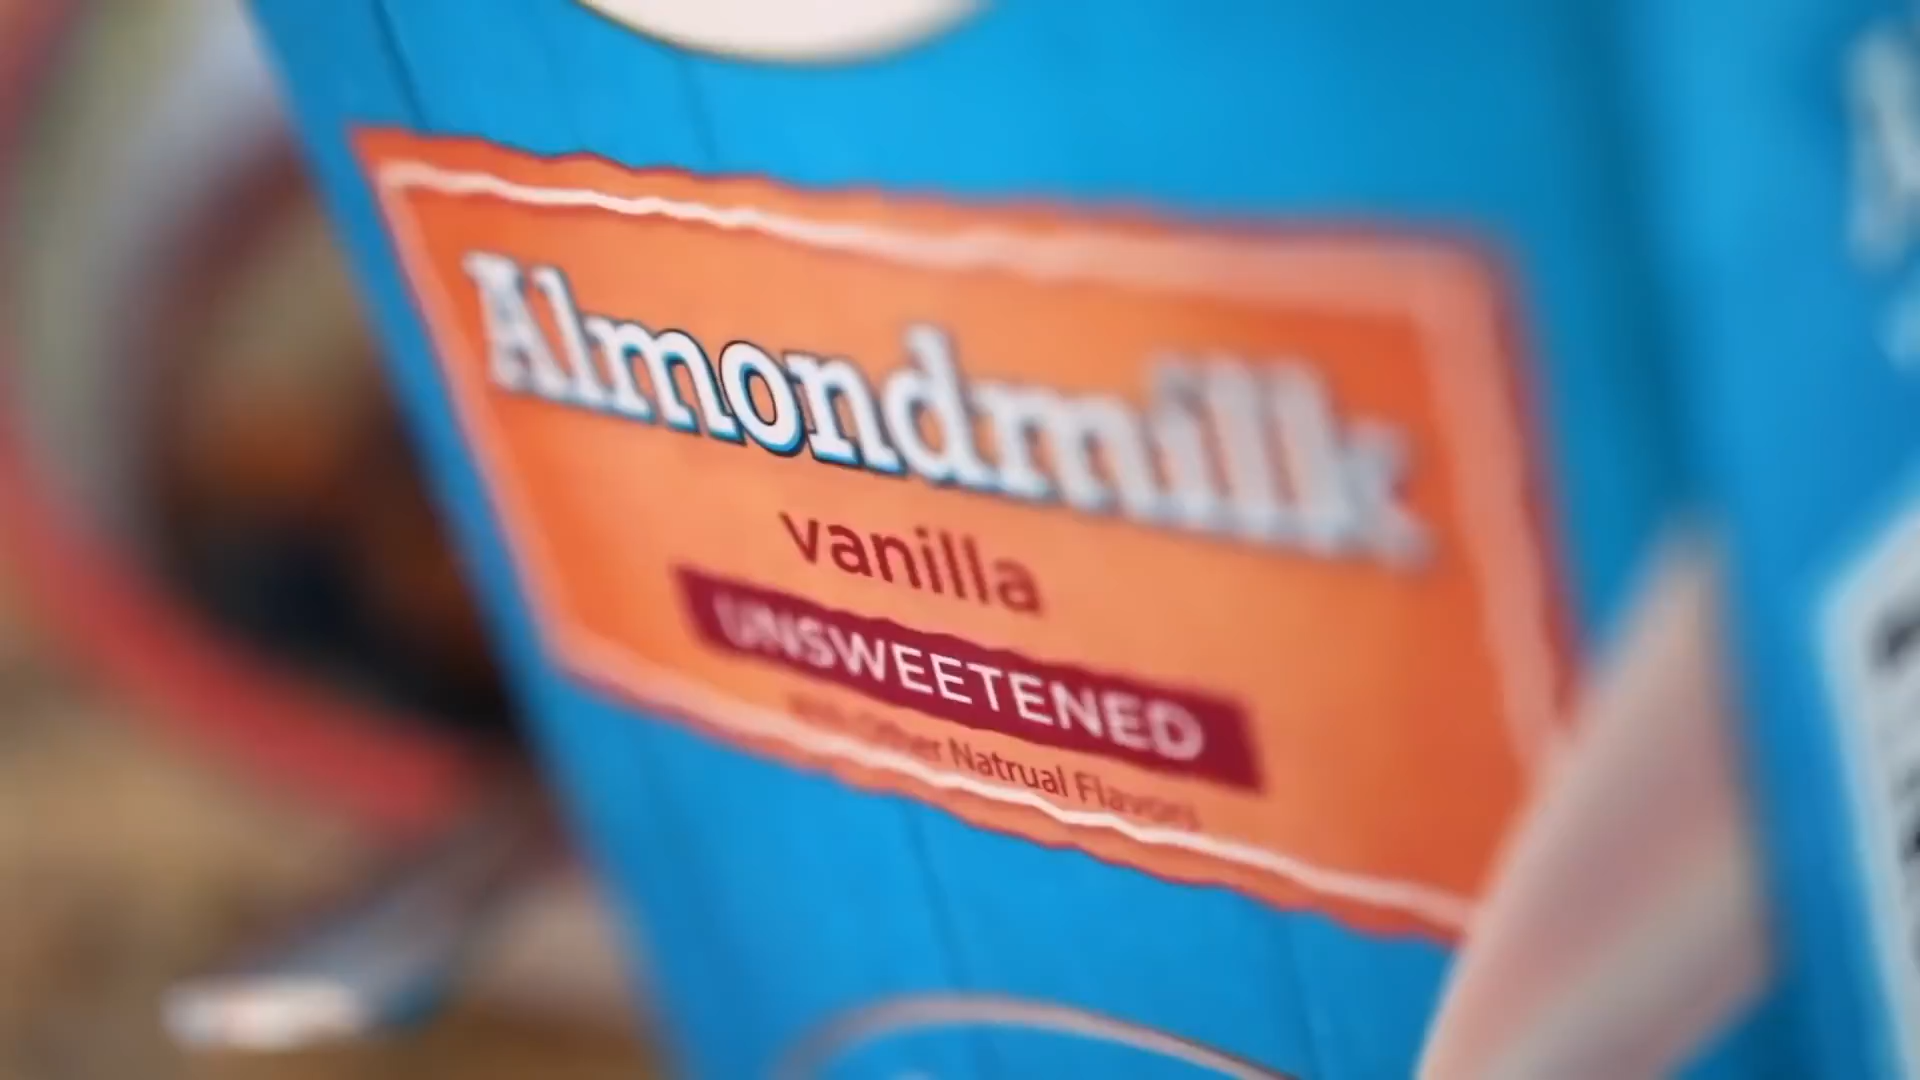 Almondmilk
vanilla
UNSWEETENED
With Other Natrual Flavors